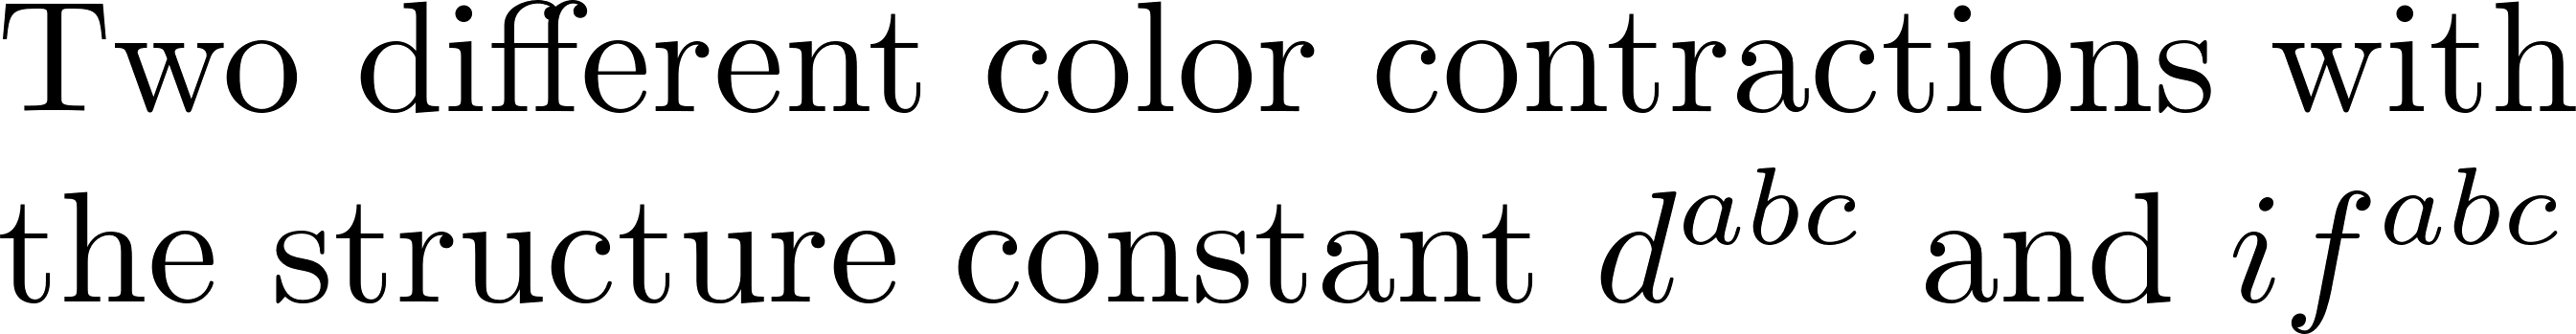 Two different color contractions with
the structure constant $d^{abc}$ and $if^{abc}$